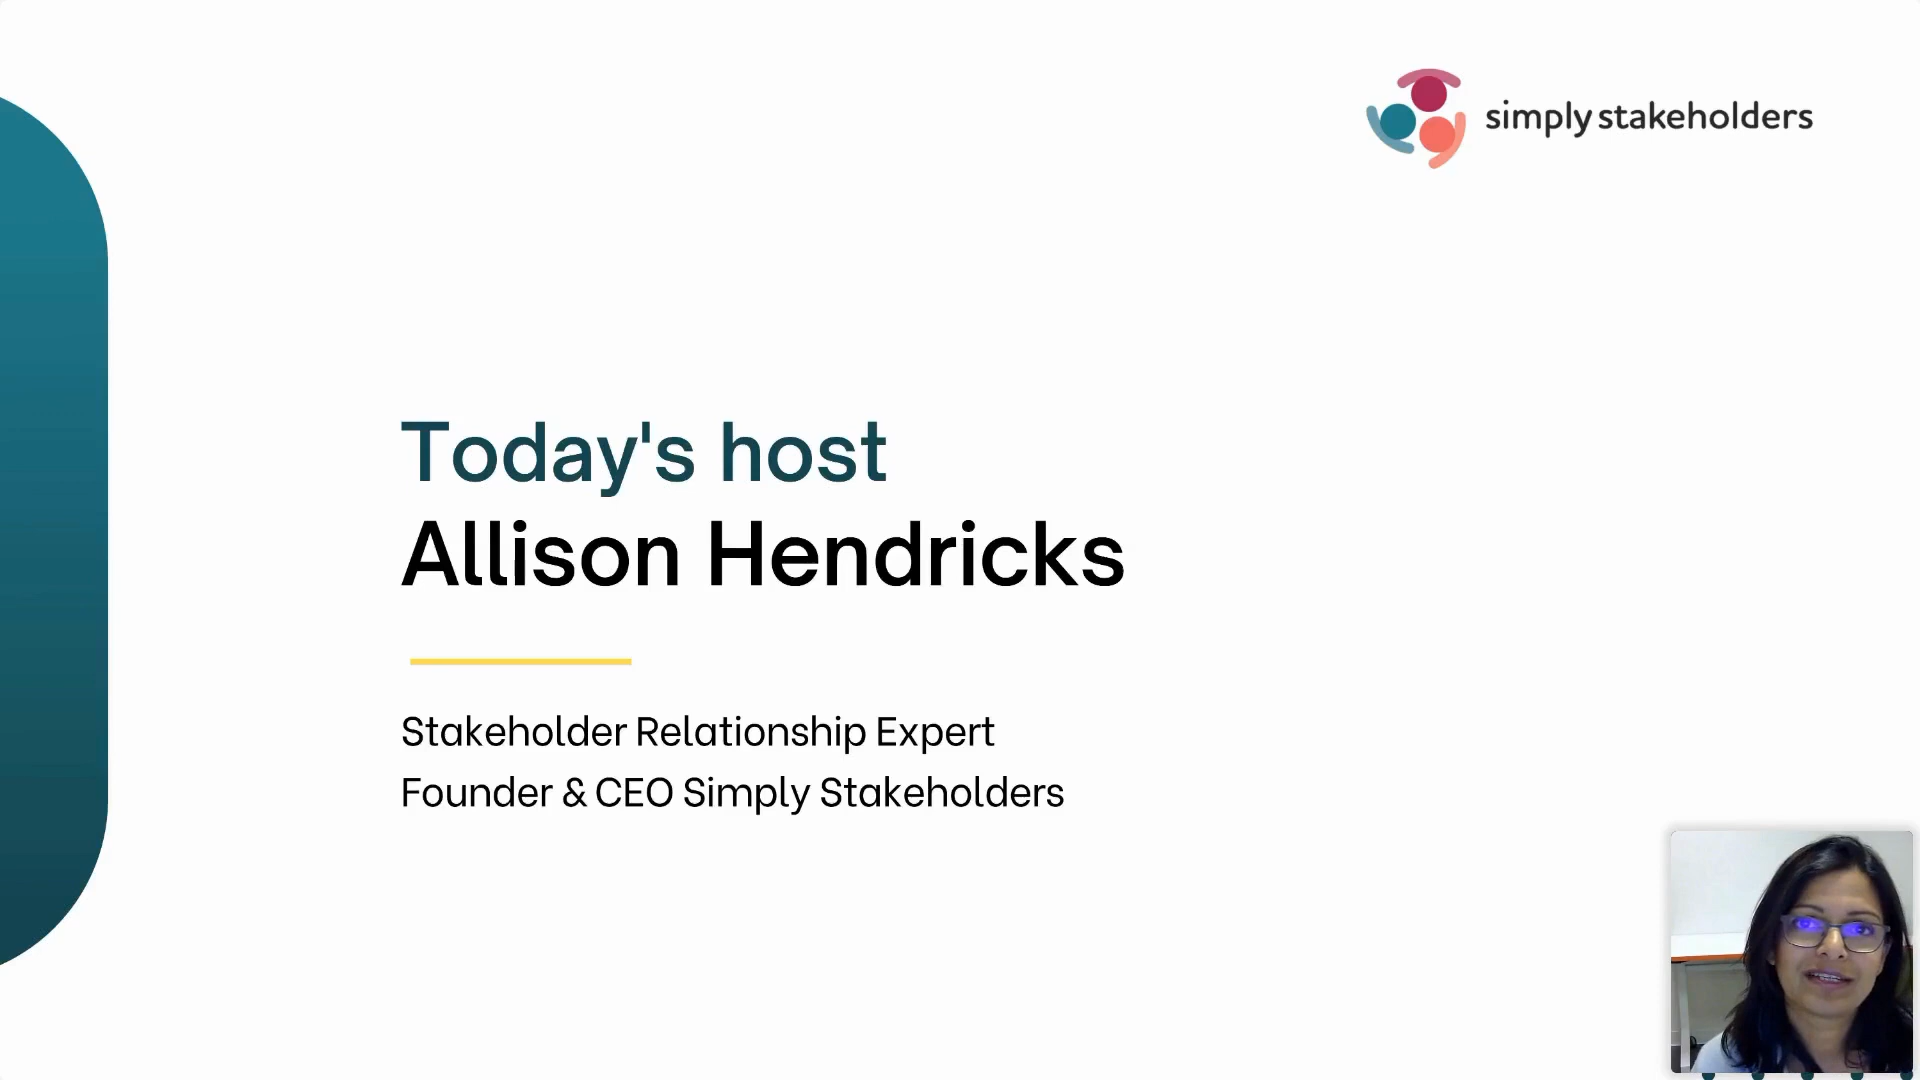 simply stakeholders
Today's host
Allison Hendricks
Stakeholder Relationship Expert
Founder & CEO Simply Stakeholders